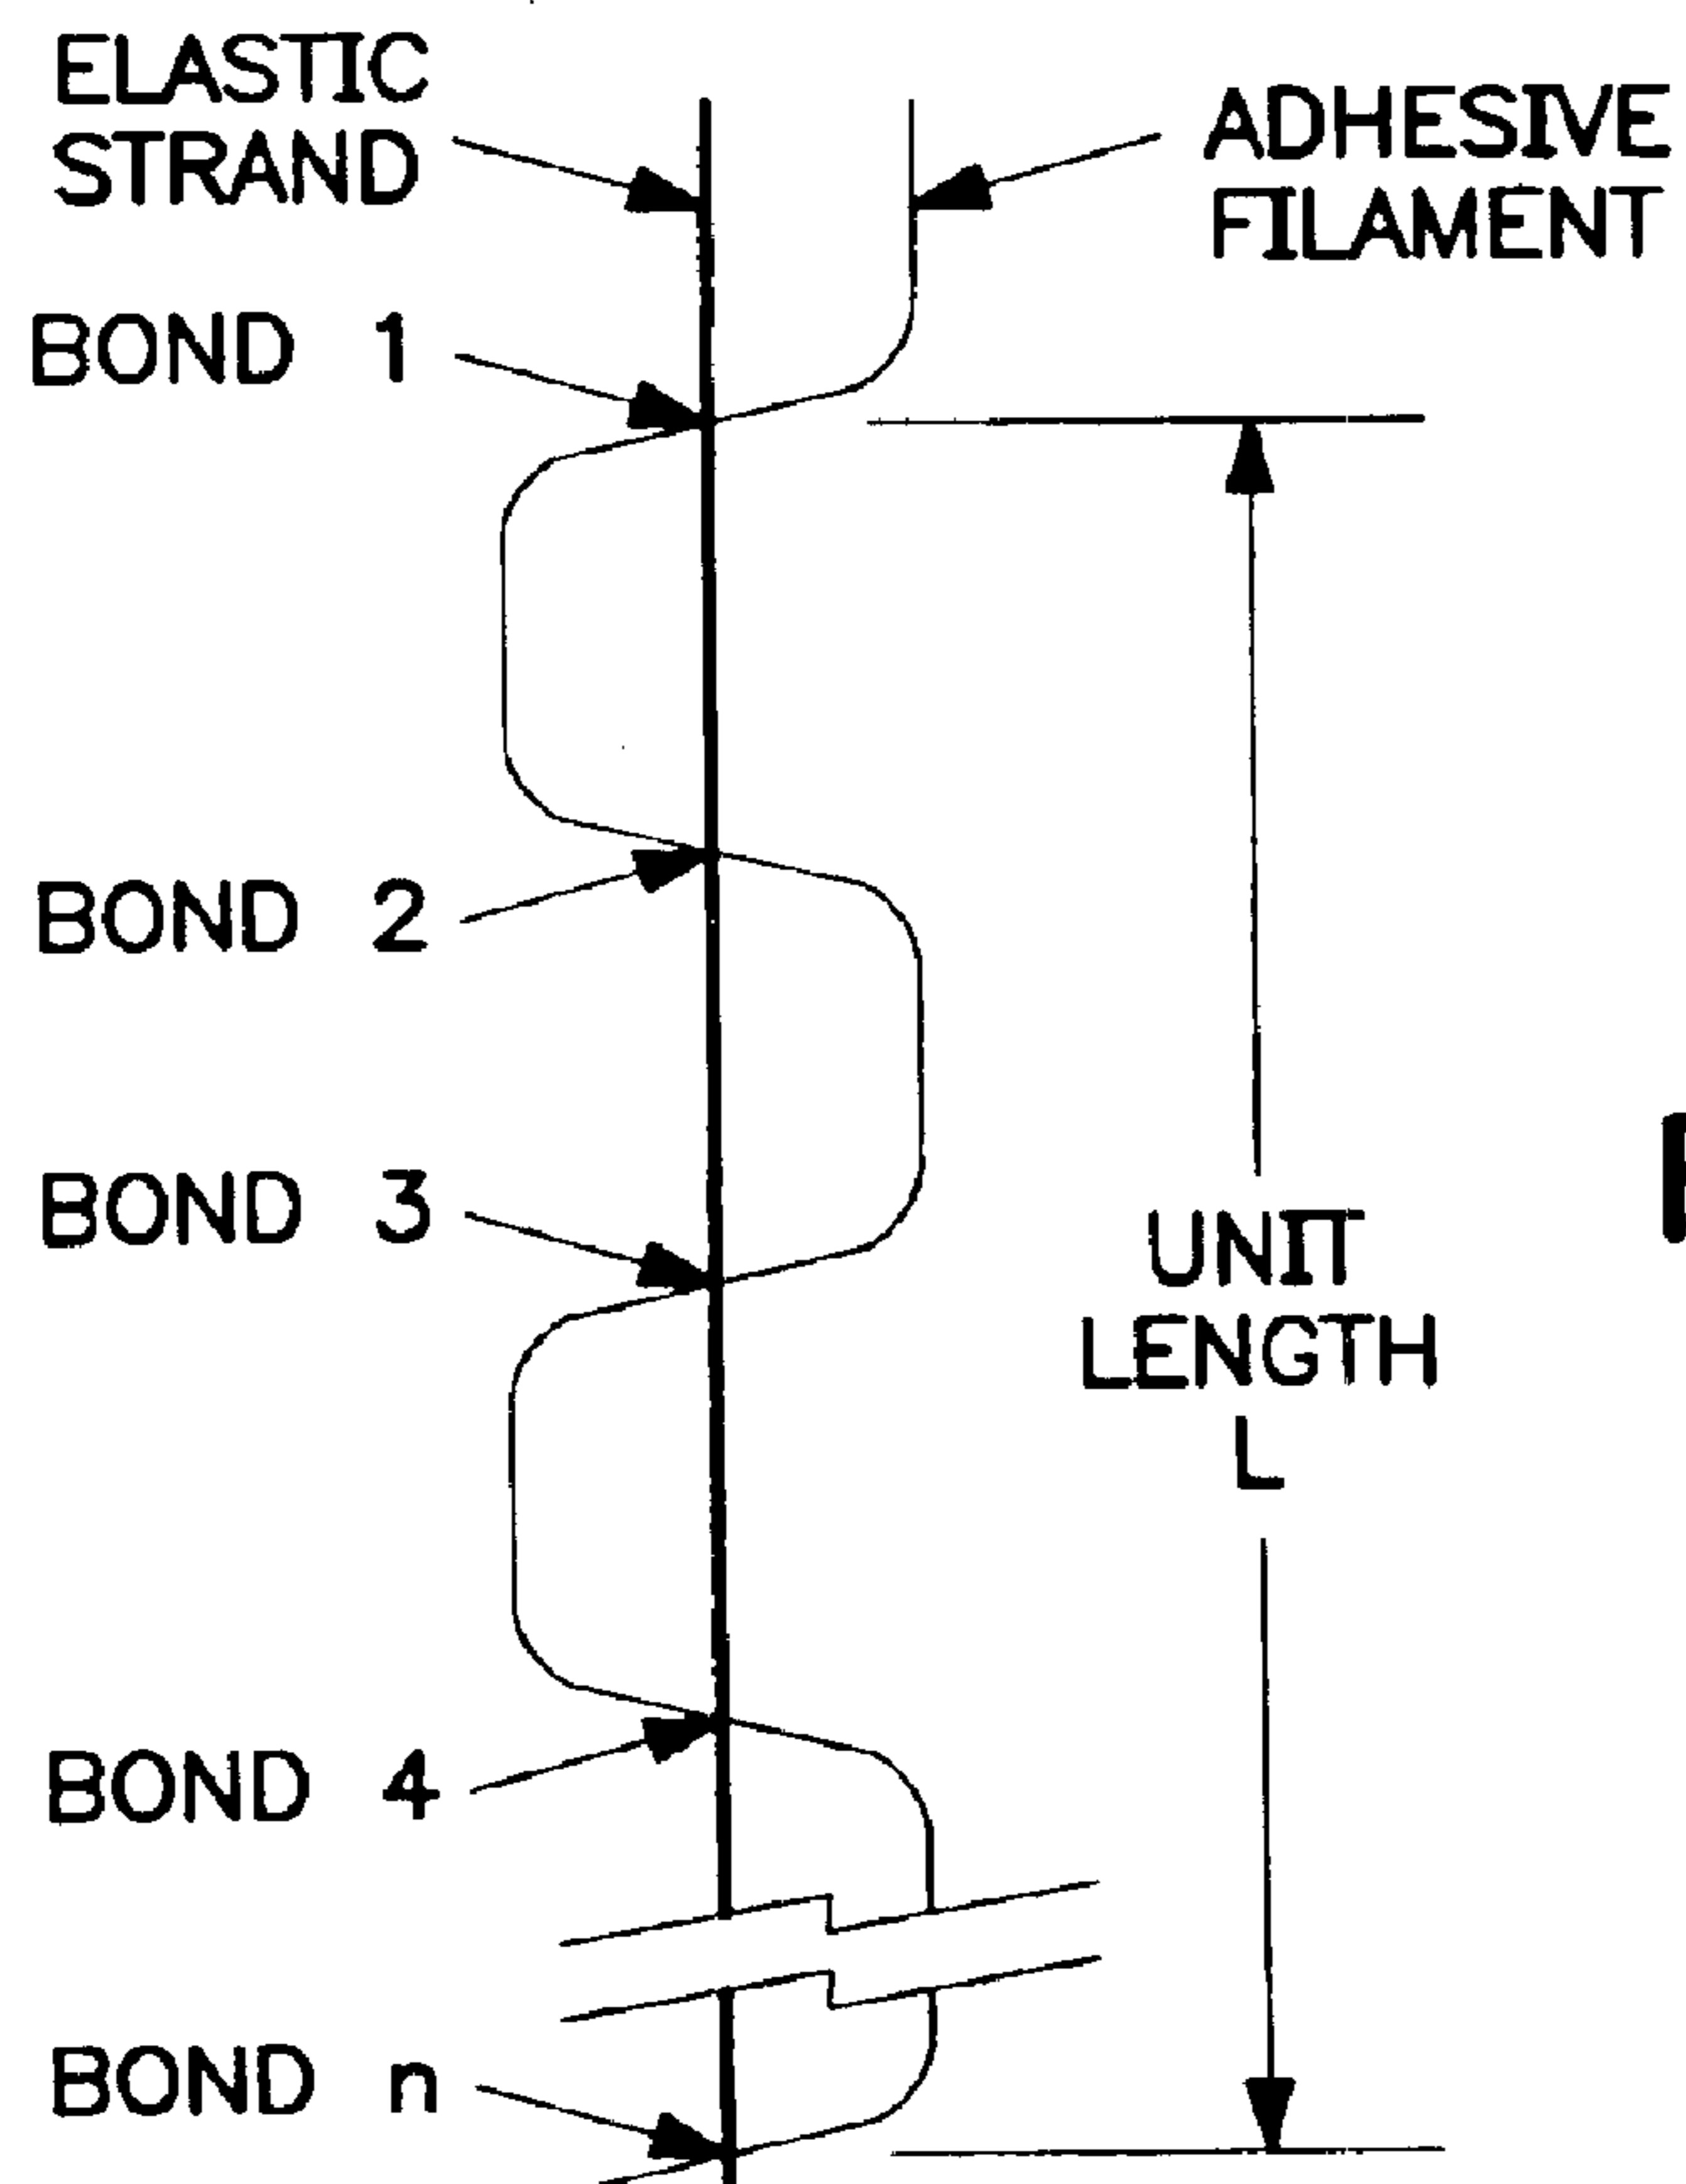 ELASTIC
STRAND
ADHESIVE
FILAMENT
BOND 1
BOND 2
BOND 3
UNIT
LENGTH
L
BOND 4
BOND n